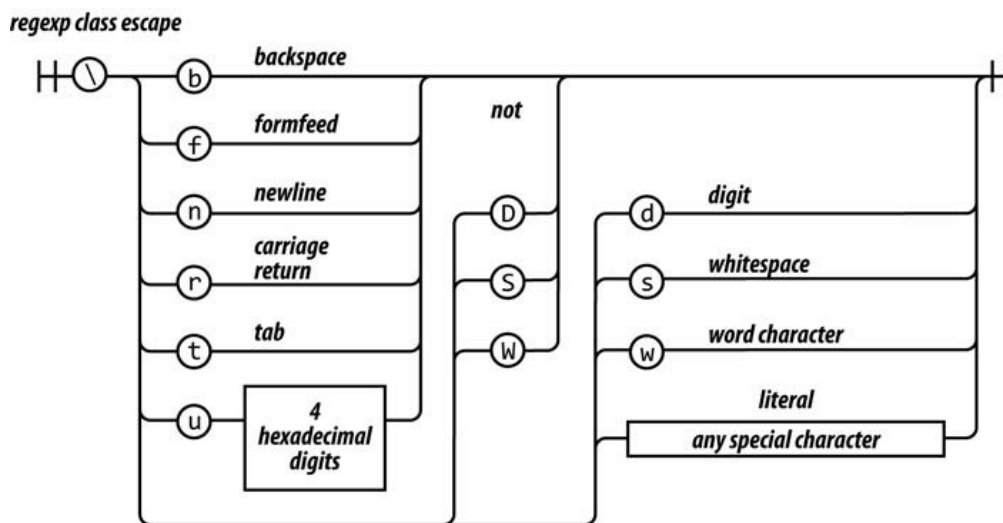 regexp class escape
\
b
backspace
not
f
formfeed
n
newline
D
d
digit
r
carriage
return
S
s
whitespace
t
tab
W
w
word character
u
4
hexadecimal
digits
literal
any special character